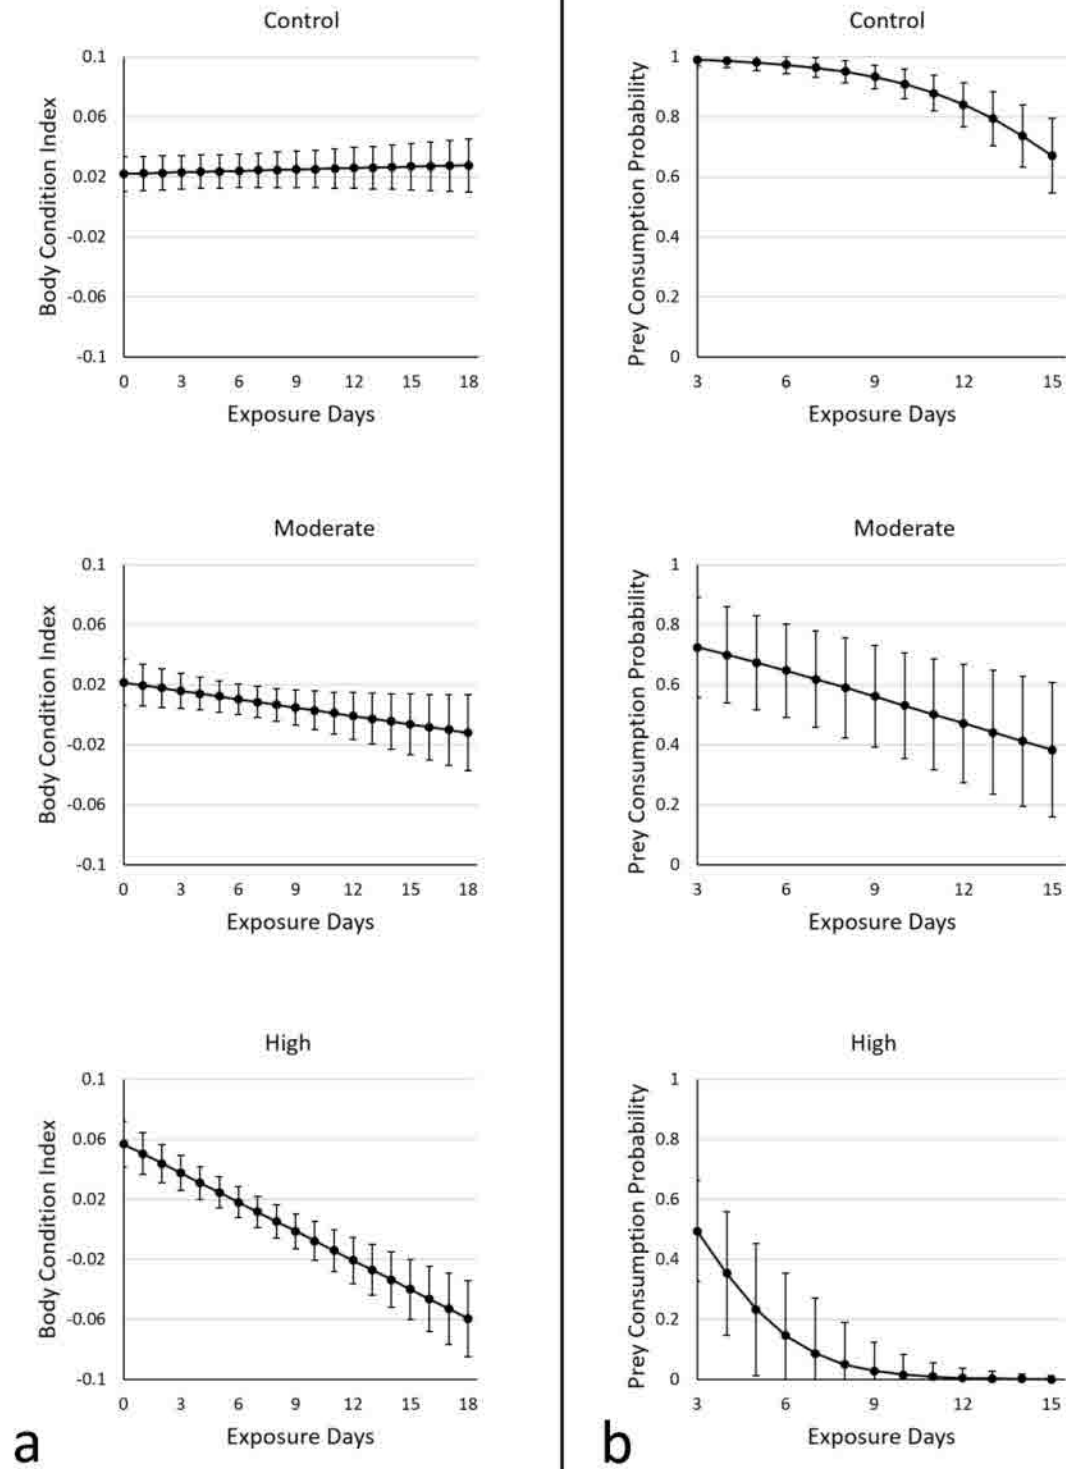 Control
Body Condition Index
0.1
0.06
0.02
-0.02
-0.06
-0.1
0 3 6 9 12 15 18
Exposure Days
Moderate
Body Condition Index
0.1
0.06
0.02
-0.02
-0.06
-0.1
0 3 6 9 12 15 18
Exposure Days
High
Body Condition Index
0.1
0.06
0.02
-0.02
-0.06
-0.1
0 3 6 9 12 15 18
Exposure Days
a
Control
Prey Consumption Probability
1
0.8
0.6
0.4
0.2
0
3 6 9 12 15
Exposure Days
Moderate
Prey Consumption Probability
1
0.8
0.6
0.4
0.2
0
3 6 9 12 15
Exposure Days
High
Prey Consumption Probability
1
0.8
0.6
0.4
0.2
0
3 6 9 12 15
Exposure Days
b